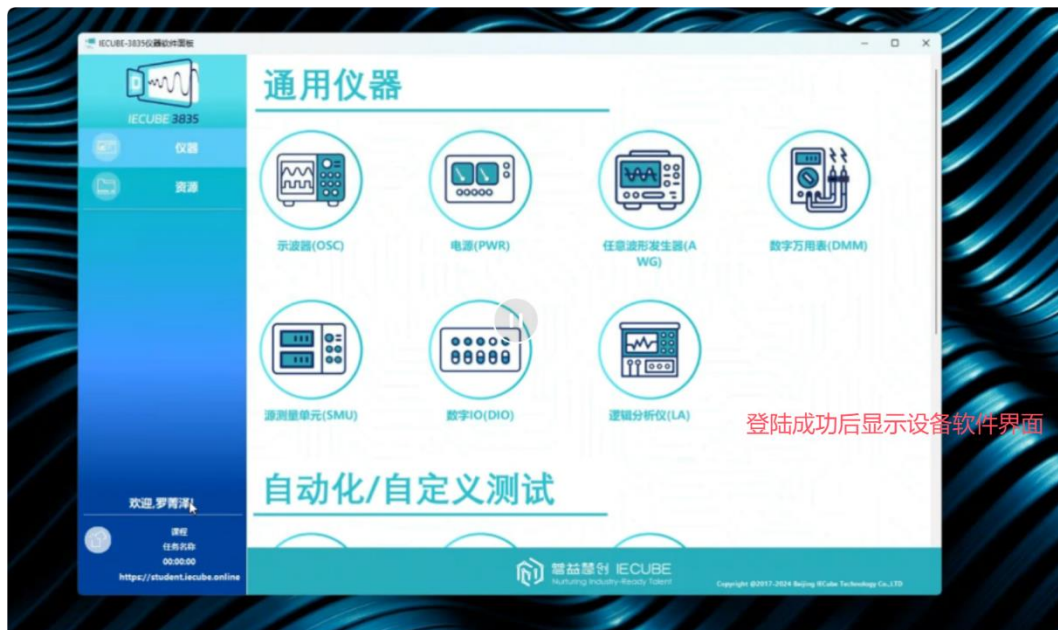 IECUBE-3835仪器软件面板
IECUBE 3835
仪器
资源
通用仪器
示波器(OSC)
电源(PWR)
任意波形发生器(A
WG)
数字万用表(DMM)
源测量单元(SMU)
数字IO(DIO)
逻辑分析仪(LA)
登陆成功后显示设备软件界面
自动化/自定义测试
欢迎,罗菁泽!
课程
任务名称
00:00:00
https://student.iecube.online
曾益慧创 IECUBE
Nurturing Industry-Ready Talent
Copyright @2017-2024 Beijing IECube Technology Co.,LTD